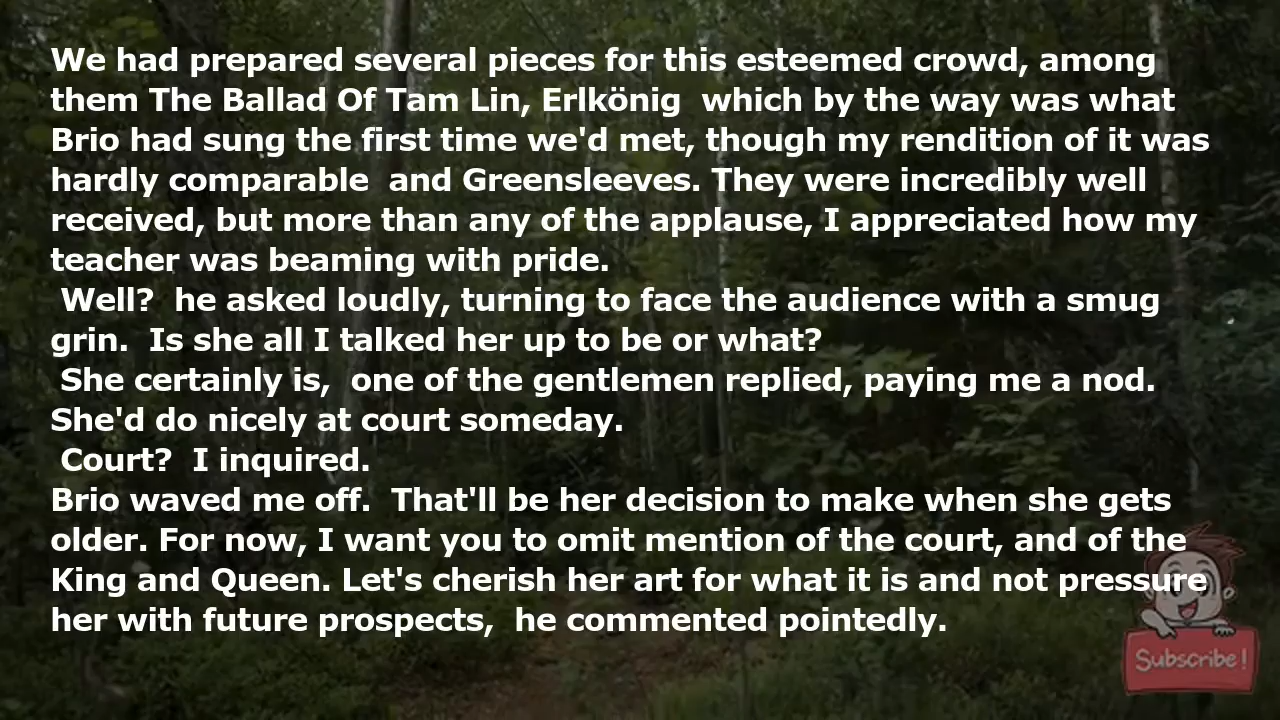 We had prepared several pieces for this esteemed crowd, among
them The Ballad Of Tam Lin, Erlkönig  which by the way was what
Brio had sung the first time we'd met, though my rendition of it was
hardly comparable  and Greensleeves. They were incredibly well
received, but more than any of the applause, I appreciated how my
teacher was beaming with pride.
Well?  he asked loudly, turning to face the audience with a smug
grin.  Is she all I talked her up to be or what?
She certainly is,  one of the gentlemen replied, paying me a nod.
She'd do nicely at court someday.
Court?  I inquired.
Brio waved me off.  That'll be her decision to make when she gets
older. For now, I want you to omit mention of the court, and of the
King and Queen. Let's cherish her art for what it is and not pressure
her with future prospects,  he commented pointedly.
Subscribe!